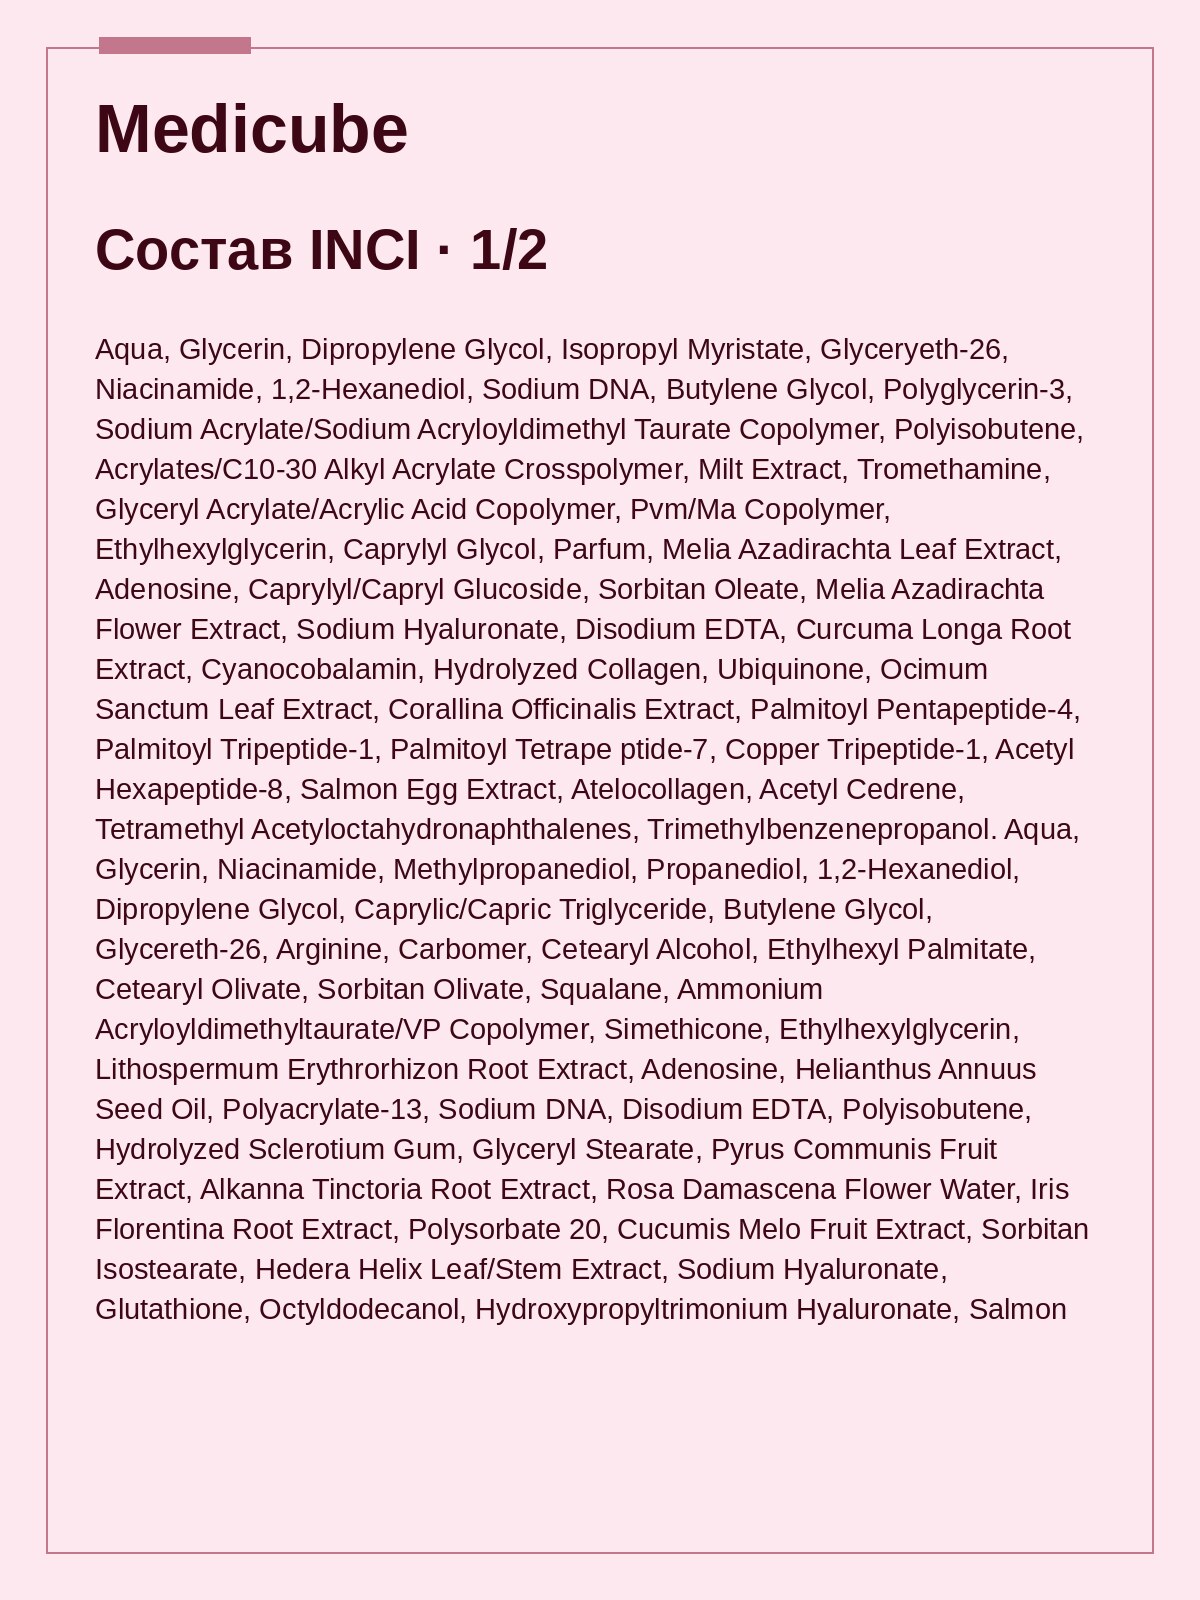 Medicube
Состав INCI · 1/2
Aqua, Glycerin, Dipropylene Glycol, Isopropyl Myristate, Glyceryeth-26,
Niacinamide, 1,2-Hexanediol, Sodium DNA, Butylene Glycol, Polyglycerin-3,
Sodium Acrylate/Sodium Acryloyldimethyl Taurate Copolymer, Polyisobutene,
Acrylates/C10-30 Alkyl Acrylate Crosspolymer, Milt Extract, Tromethamine,
Glyceryl Acrylate/Acrylic Acid Copolymer, Pvm/Ma Copolymer,
Ethylhexylglycerin, Caprylyl Glycol, Parfum, Melia Azadirachta Leaf Extract,
Adenosine, Caprylyl/Capryl Glucoside, Sorbitan Oleate, Melia Azadirachta
Flower Extract, Sodium Hyaluronate, Disodium EDTA, Curcuma Longa Root
Extract, Cyanocobalamin, Hydrolyzed Collagen, Ubiquinone, Ocimum
Sanctum Leaf Extract, Corallina Officinalis Extract, Palmitoyl Pentapeptide-4,
Palmitoyl Tripeptide-1, Palmitoyl Tetrape ptide-7, Copper Tripeptide-1, Acetyl
Hexapeptide-8, Salmon Egg Extract, Atelocollagen, Acetyl Cedrene,
Tetramethyl Acetyloctahydronaphthalenes, Trimethylbenzenepropanol. Aqua,
Glycerin, Niacinamide, Methylpropanediol, Propanediol, 1,2-Hexanediol,
Dipropylene Glycol, Caprylic/Capric Triglyceride, Butylene Glycol,
Glycereth-26, Arginine, Carbomer, Cetearyl Alcohol, Ethylhexyl Palmitate,
Cetearyl Olivate, Sorbitan Olivate, Squalane, Ammonium
Acryloyldimethyltaurate/VP Copolymer, Simethicone, Ethylhexylglycerin,
Lithospermum Erythrorhizon Root Extract, Adenosine, Helianthus Annuus
Seed Oil, Polyacrylate-13, Sodium DNA, Disodium EDTA, Polyisobutene,
Hydrolyzed Sclerotium Gum, Glyceryl Stearate, Pyrus Communis Fruit
Extract, Alkanna Tinctoria Root Extract, Rosa Damascena Flower Water, Iris
Florentina Root Extract, Polysorbate 20, Cucumis Melo Fruit Extract, Sorbitan
Isostearate, Hedera Helix Leaf/Stem Extract, Sodium Hyaluronate,
Glutathione, Octyldodecanol, Hydroxypropyltrimonium Hyaluronate, Salmon